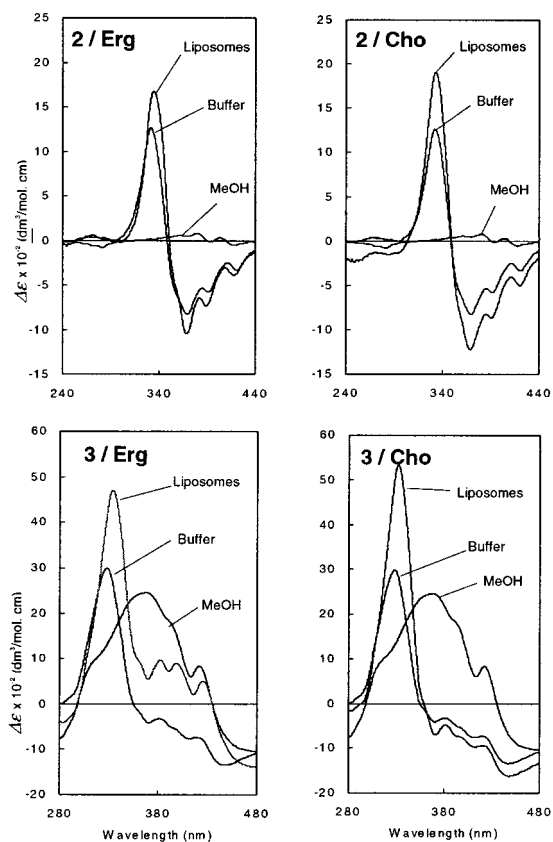 2 / Erg
Liposomes
Buffer
MeOH
Δε x 10⁻² (dm³/mol. cm)
25
20
15
10
5
0
-5
-10
-15
240 340 440
2 / Cho
Liposomes
Buffer
MeOH
25
20
15
10
5
0
-5
-10
-15
240 340 440
3 / Erg
Liposomes
Buffer
MeOH
Δε x 10⁻² (dm³/mol. cm)
60
50
40
30
20
10
0
-10
-20
280 380 480
Wavelength (nm)
3 / Cho
Liposomes
Buffer
MeOH
60
50
40
30
20
10
0
-10
-20
280 380 480
Wavelength (nm)